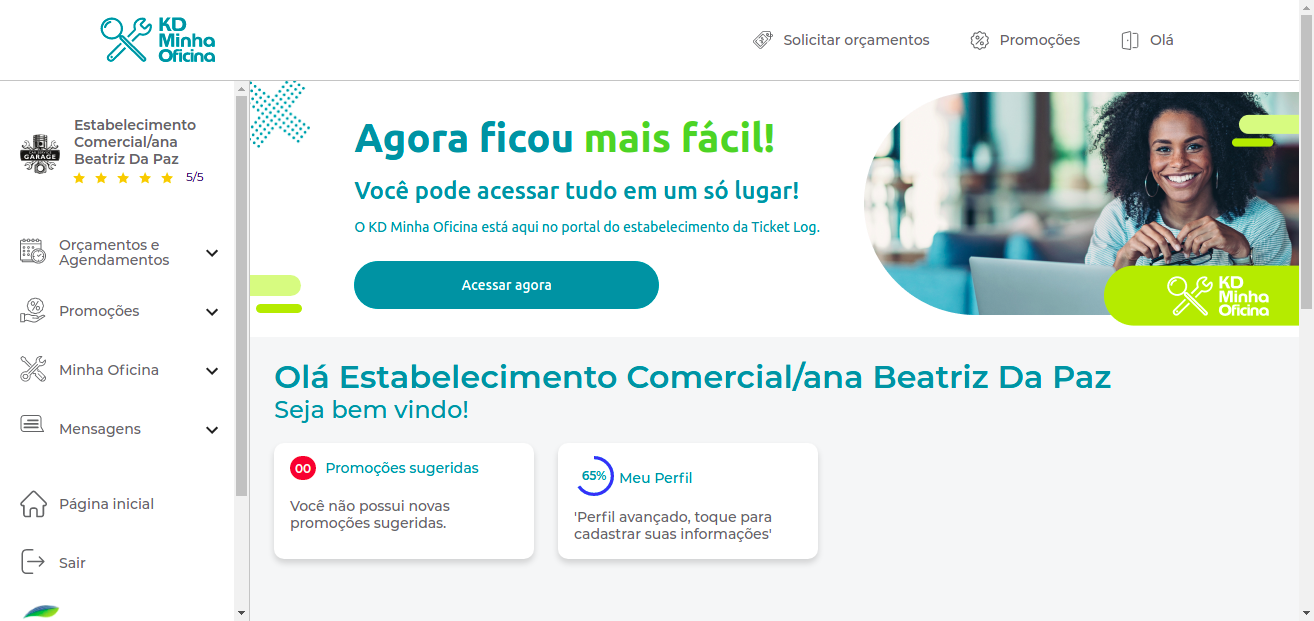 KD
Minha
Oficina
Solicitar orçamentos
Promoções
Olá
Estabelecimento
Comercial/ana
Beatriz Da Paz
5/5
CAR SERVICE
GARAGE
Orçamentos e
Agendamentos
Promoções
Minha Oficina
Mensagens
Página inicial
Sair
Agora ficou mais fácil!
Você pode acessar tudo em um só lugar!
O KD Minha Oficina está aqui no portal do estabelecimento da Ticket Log.
Acessar agora
KD
Minha
Oficina
Olá Estabelecimento Comercial/ana Beatriz Da Paz
Seja bem vindo!
00 Promoções sugeridas
Você não possui novas
promoções sugeridas.
65% Meu Perfil
'Perfil avançado, toque para
cadastrar suas informações'